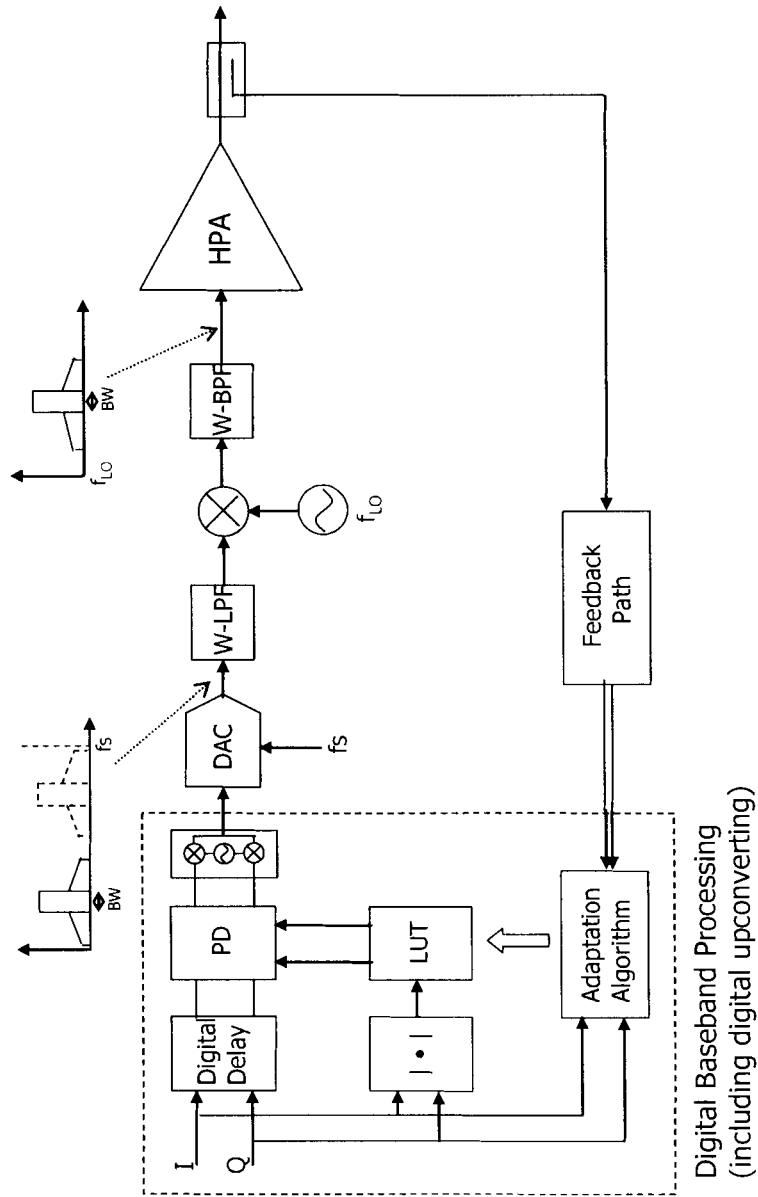 I
Q
Digital
Delay
PD
DAC
fs
W-LPF
f_LO
W-BPF
HPA
BW
fs
BW
f_LO
| • |
LUT
Adaptation
Algorithm
Feedback
Path
Digital Baseband Processing
(including digital upconverting)